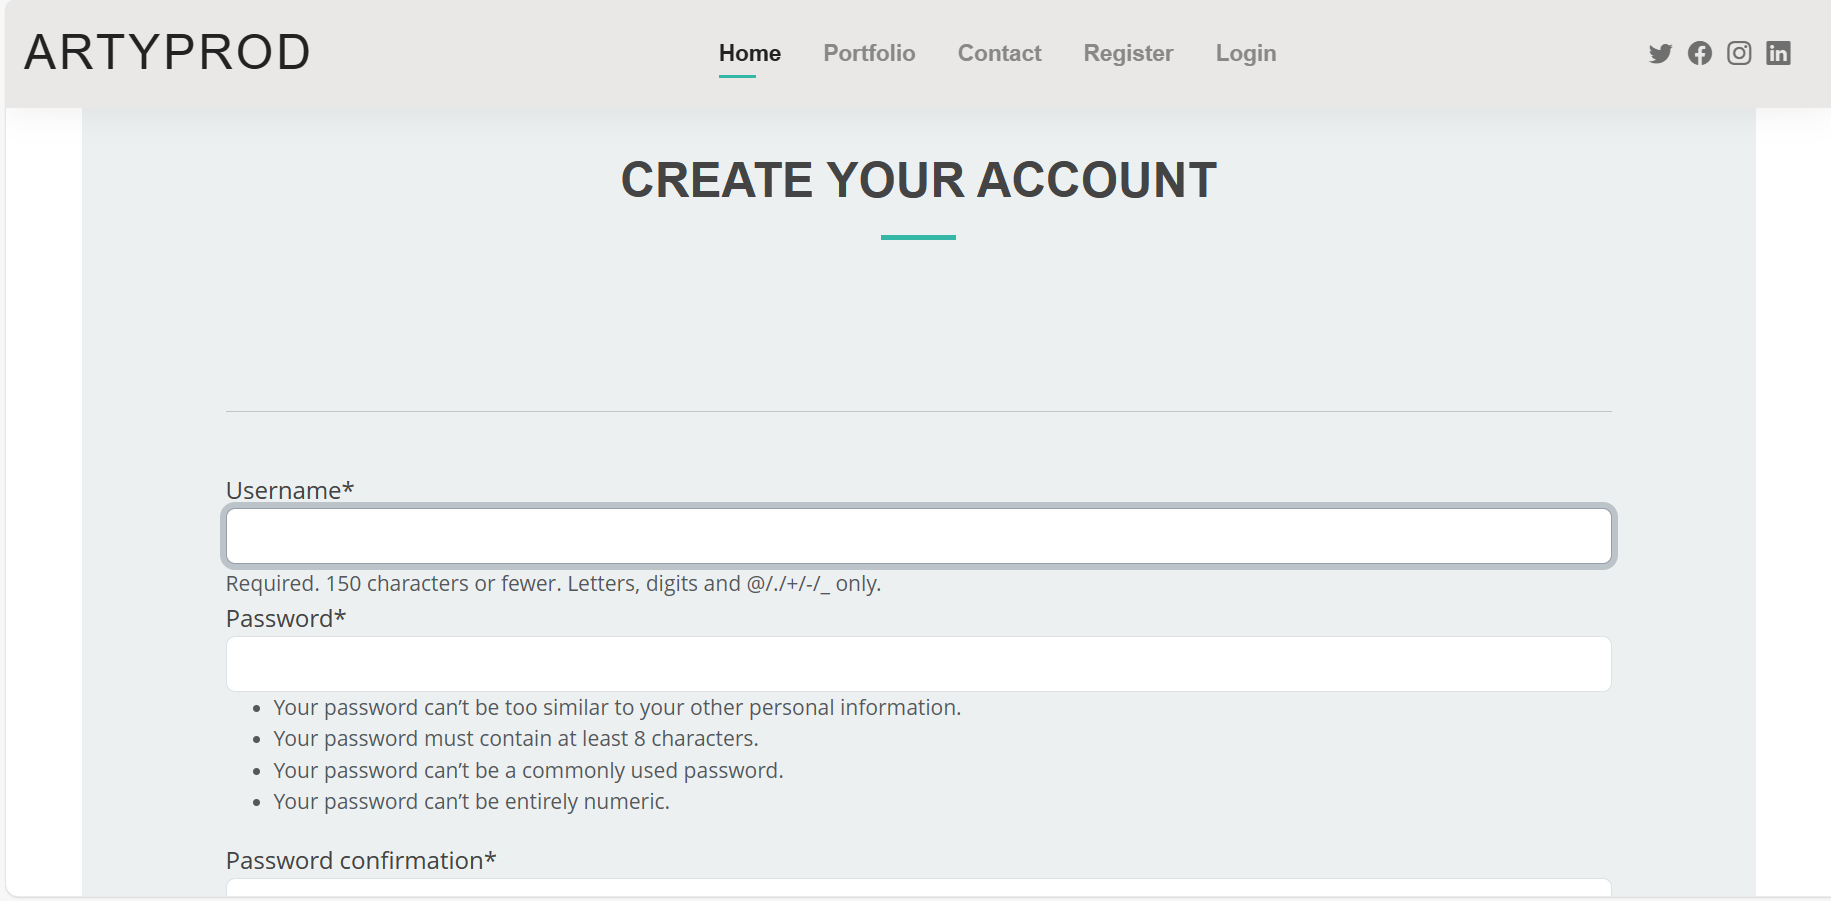 ARTYPROD
Home Portfolio Contact Register Login
CREATE YOUR ACCOUNT
Username*
Required. 150 characters or fewer. Letters, digits and @/./+/-/_ only.
Password*
Your password can’t be too similar to your other personal information.
Your password must contain at least 8 characters.
Your password can’t be a commonly used password.
Your password can’t be entirely numeric.
Password confirmation*